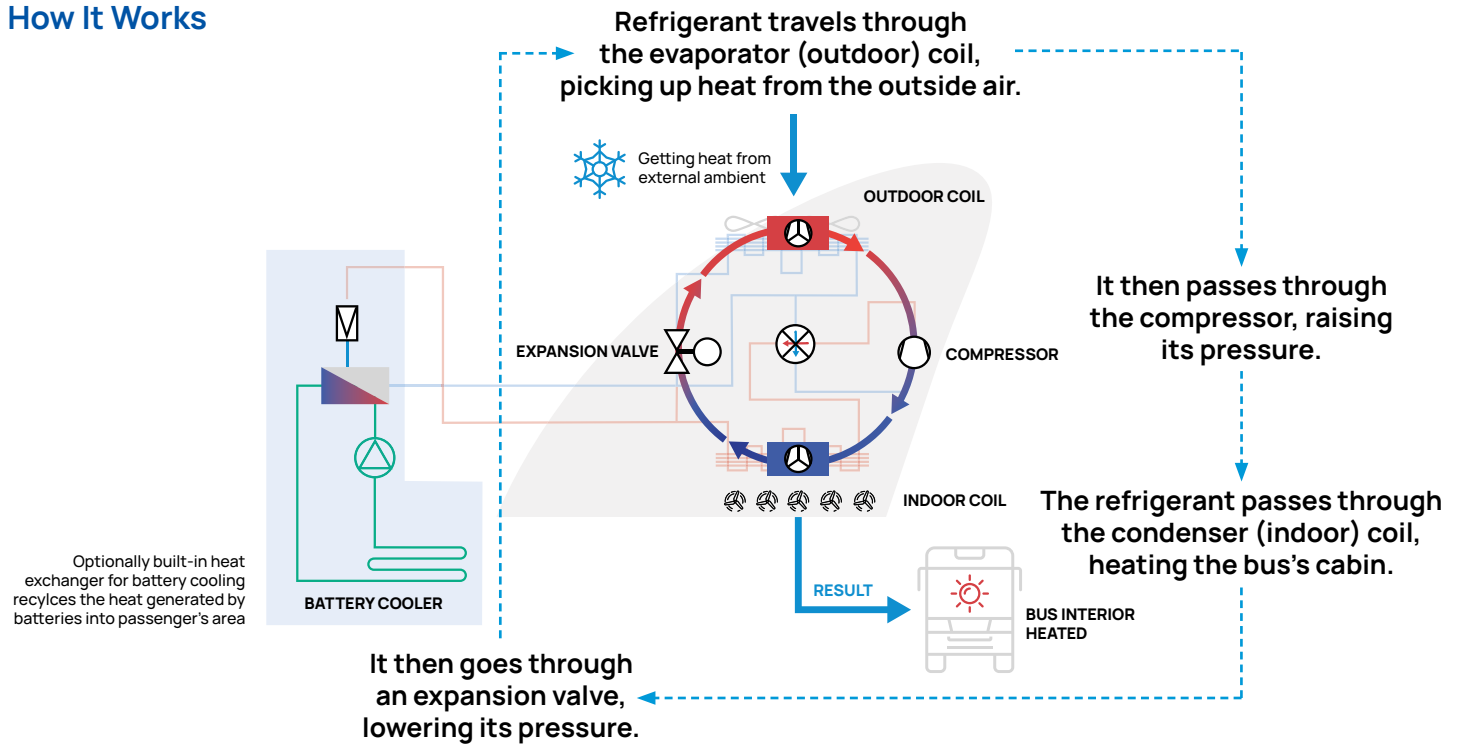 How It Works
Refrigerant travels through
the evaporator (outdoor) coil,
picking up heat from the outside air.
Getting heat from
external ambient
OUTDOOR COIL
It then passes through
the compressor, raising
its pressure.
EXPANSION VALVE
COMPRESSOR
INDOOR COIL
The refrigerant passes through
the condenser (indoor) coil,
heating the bus's cabin.
Optionally built-in heat
exchanger for battery cooling
recylces the heat generated by
batteries into passenger's area
BATTERY COOLER
RESULT
BUS INTERIOR
HEATED
It then goes through
an expansion valve,
lowering its pressure.